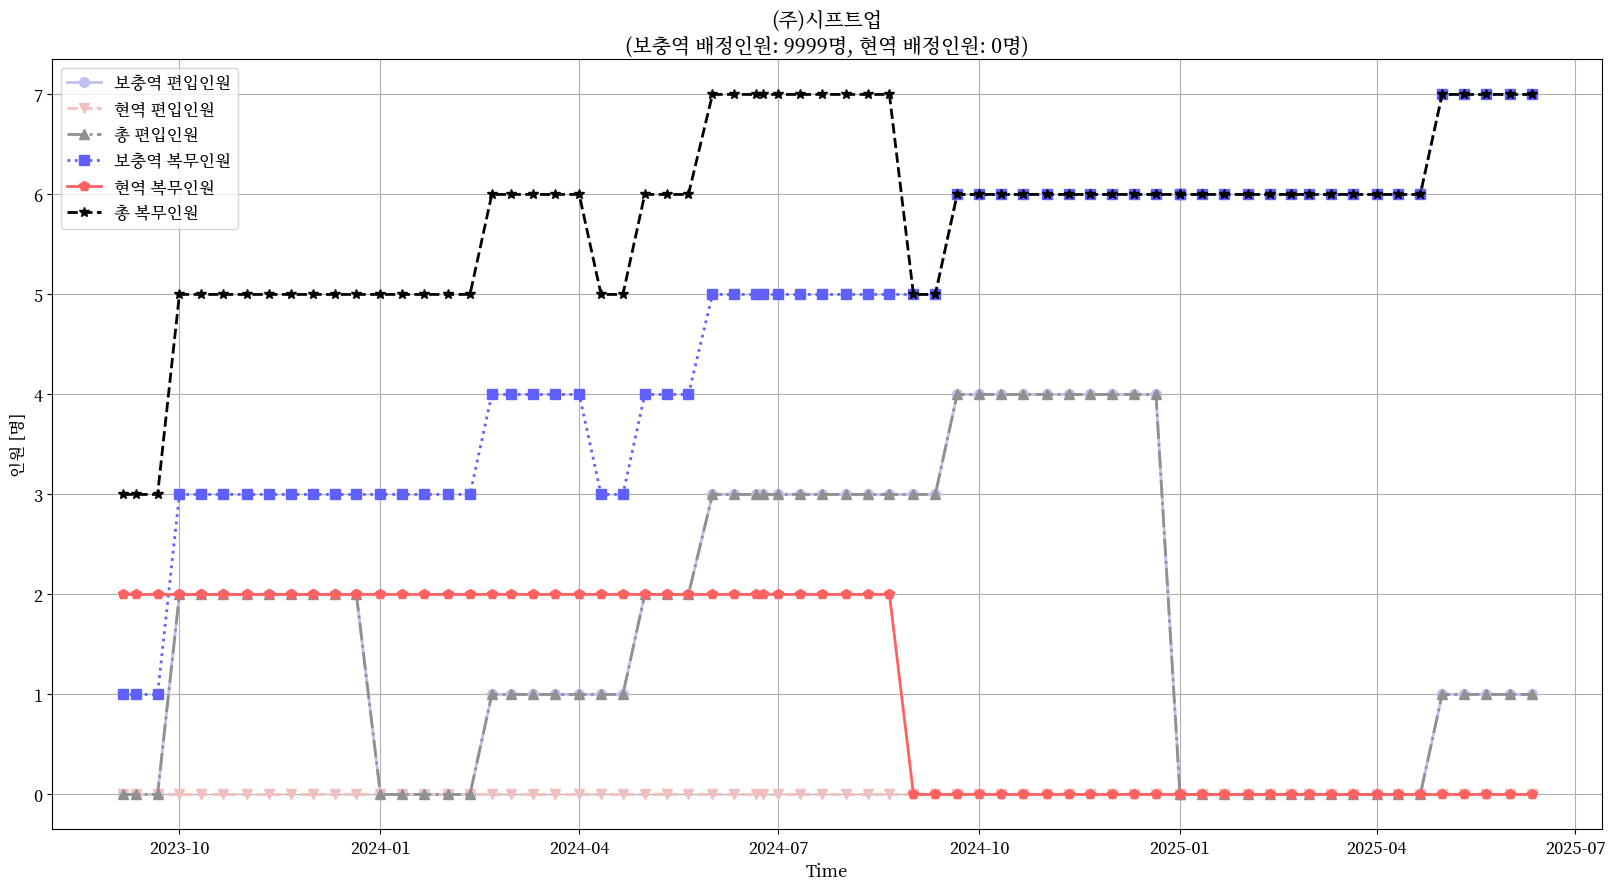 (주)시프트업
(보충역 배정인원: 9999명, 현역 배정인원: 0명)
보충역 편입인원
현역 편입인원
총 편입인원
보충역 복무인원
현역 복무인원
총 복무인원
7
6
5
4
3
2
1
0
인원 [명]
2023-10
2024-01
2024-04
2024-07
2024-10
2025-01
2025-04
2025-07
Time